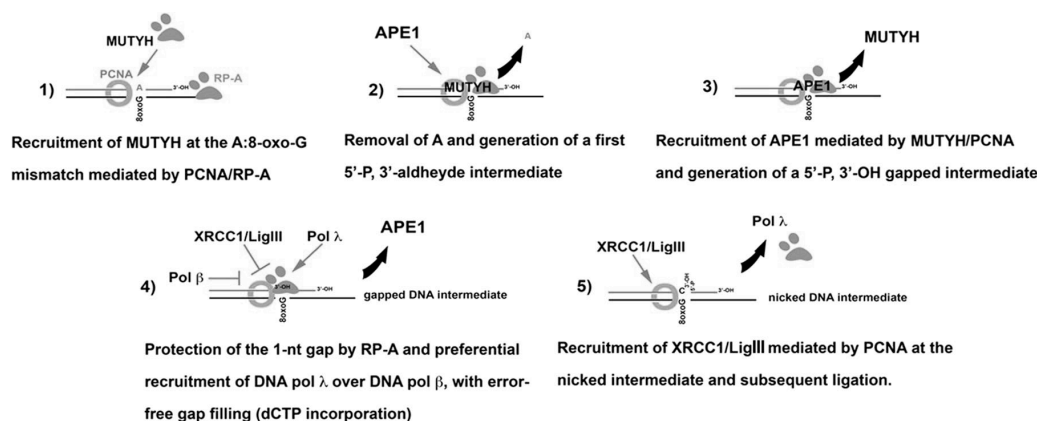 MUTYH
PCNA
RP-A
A
3'-OH
1)
8oxoG
Recruitment of MUTYH at the A:8-oxo-G
mismatch mediated by PCNA/RP-A
APE1
A
2)
MUTYH
3'-OH
8oxoG
Removal of A and generation of a first
5'-P, 3'-aldheyde intermediate
MUTYH
3)
APE1
3'-OH
8oxoG
Recruitment of APE1 mediated by MUTYH/PCNA
and generation of a 5'-P, 3'-OH gapped intermediate
XRCC1/LigIII
Pol λ
APE1
Pol β
4)
3'-OH
3'-OH
gapped DNA intermediate
8oxoG
Protection of the 1-nt gap by RP-A and preferential
recruitment of DNA pol λ over DNA pol β, with error-
free gap filling (dCTP incorporation)
Pol λ
XRCC1/LigIII
5)
C
3'-OH
5'-P
3'-OH
nicked DNA intermediate
8oxoG
Recruitment of XRCC1/LigIII mediated by PCNA at the
nicked intermediate and subsequent ligation.